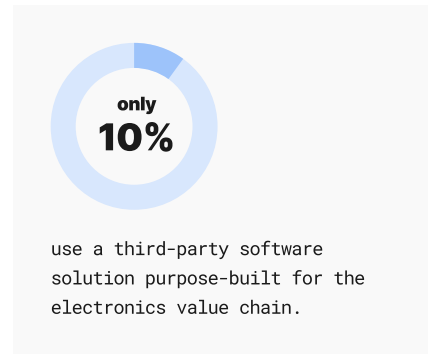 only
10%
use a third-party software
solution purpose-built for the
electronics value chain.